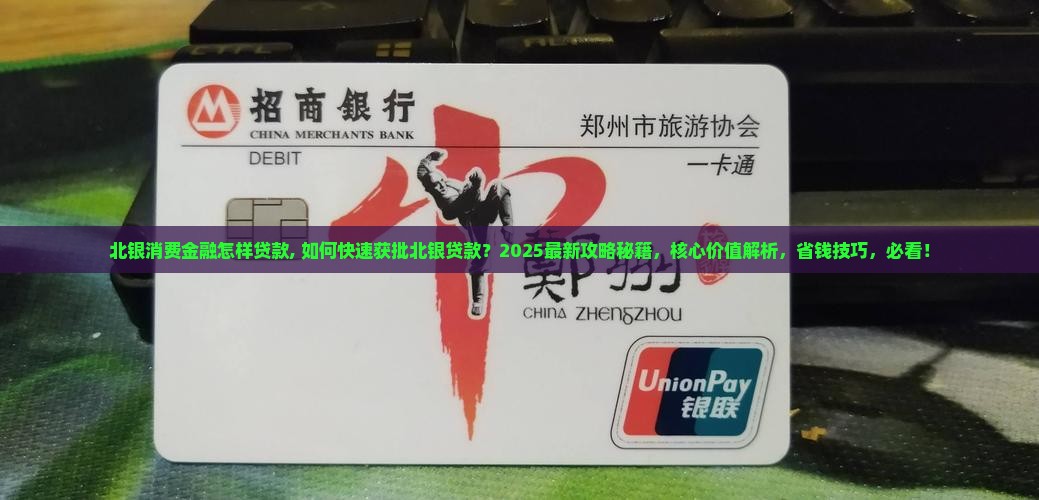 招商銀行
CHINA MERCHANTS BANK
DEBIT
郑州市旅游协会
一卡通
北银消费金融怎样贷款, 如何快速获批北银贷款？2025最新攻略秘籍，核心价值解析，省钱技巧，必看！
鄭州
CHINA ZHENGZHOU
UnionPay
银联